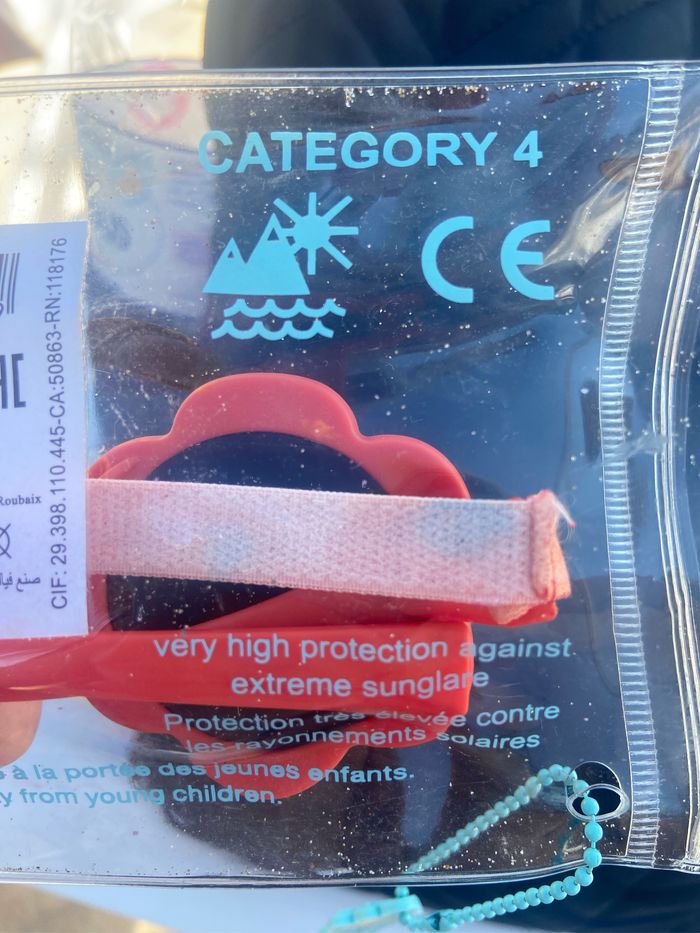 CATEGORY 4
CE
CIF: 29.398.110.445-CA:50863-RN:118176
Roubaix
very high protection against
extreme sunglare
Protection très élevée contre
les rayonnements solaires
à la portée des jeunes enfants.
from young children.